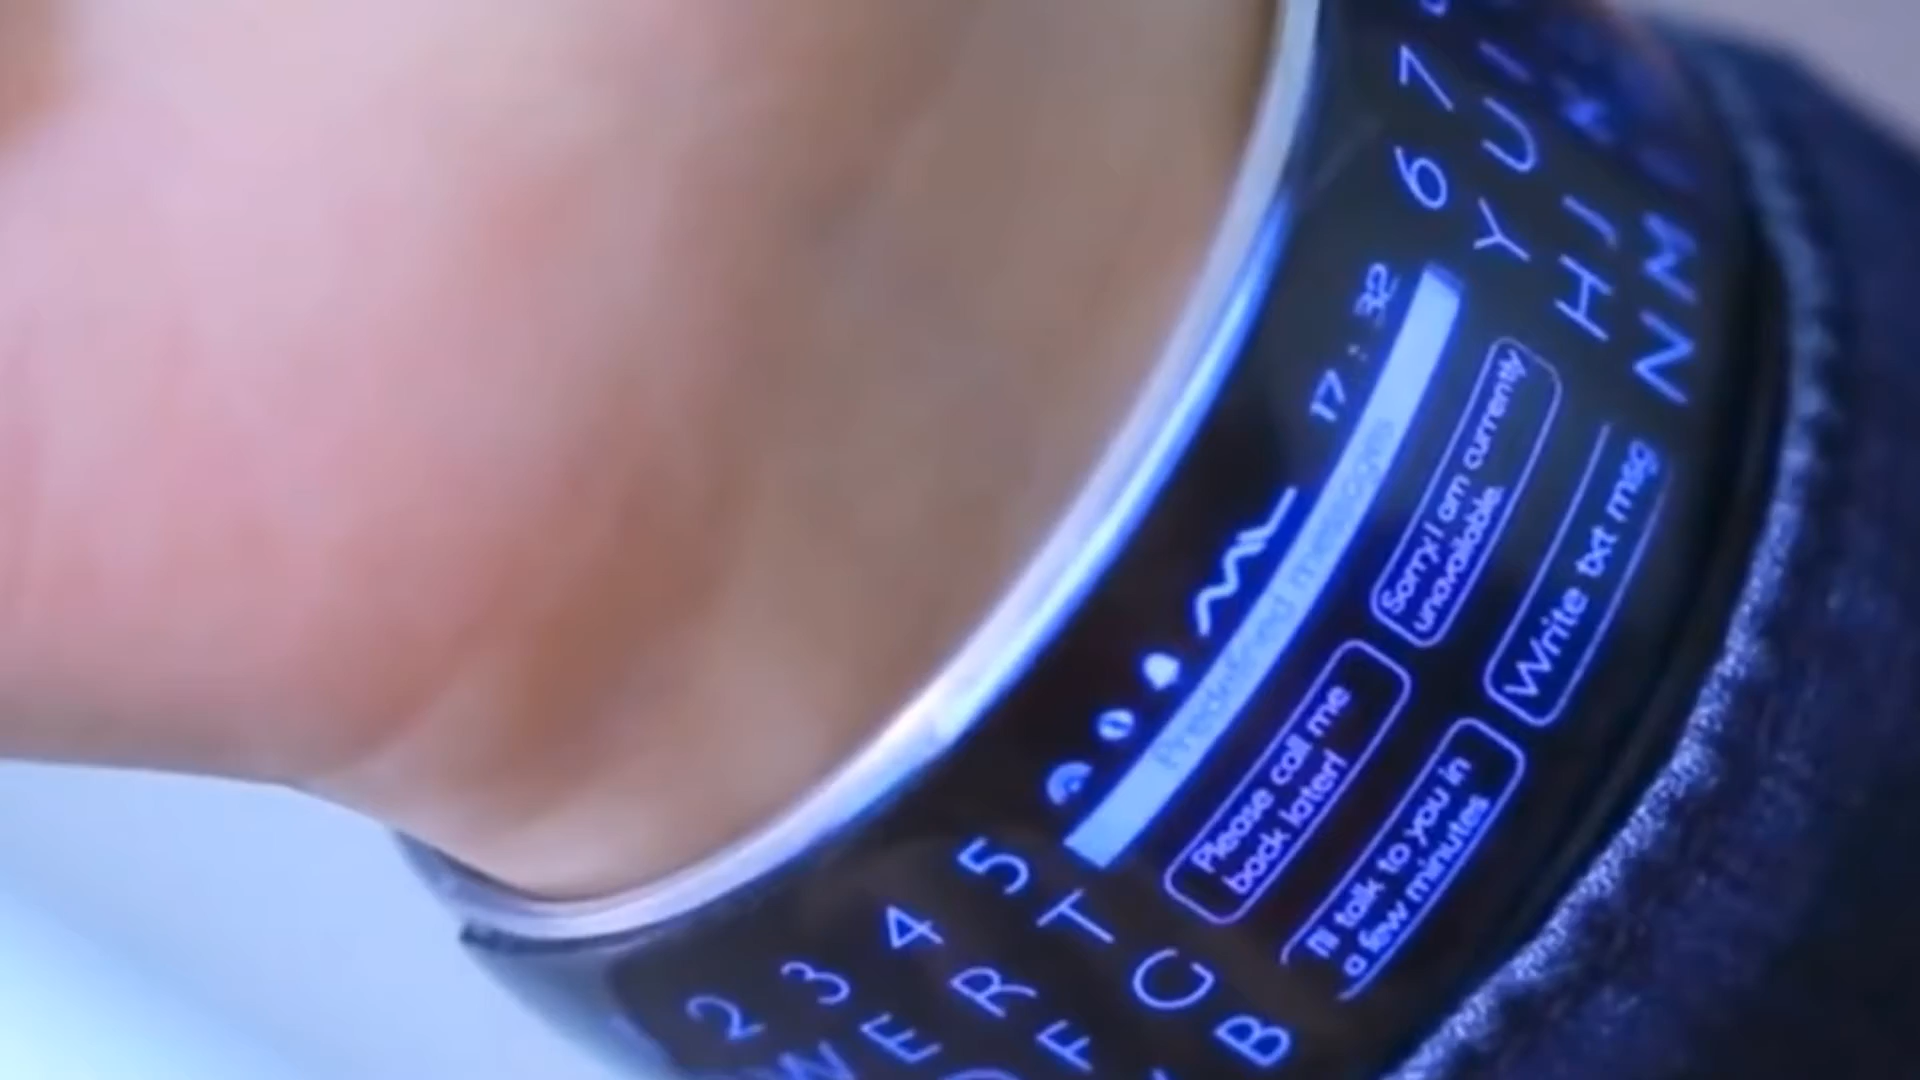 17 : 32
Predefined messages
Please call me
back later!
Sorry! I am currently
unavailable.
I'll talk to you in
a few minutes
Write txt msg
2 3 4 5
W E R T
F C
B
6 7
Y U I
H J
N M